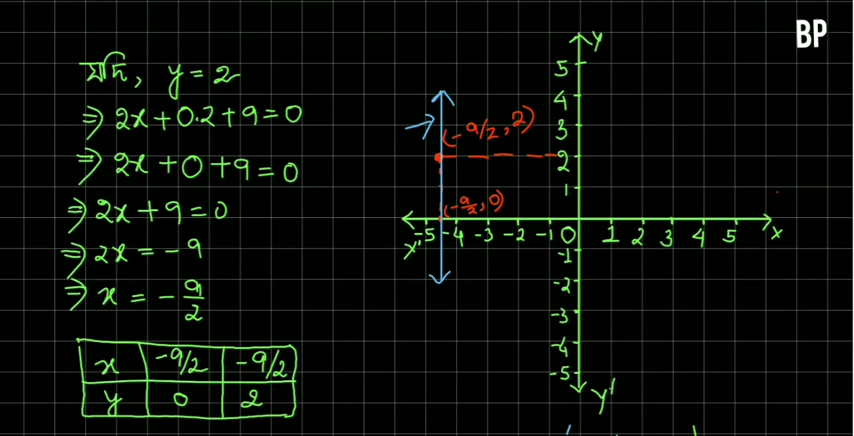 BP
যদি, y = 2
⇒ 2x + 0.2 + 9 = 0
⇒ 2x + 0 + 9 = 0
⇒ 2x + 9 = 0
⇒ 2x = -9
⇒ x = -9/2
x -9/2 -9/2
y 0 2
y
5
4
3
(-9/2, 2)
2
1
(-9/2, 0)
x' -5 -4 -3 -2 -1 0 1 2 3 4 5 x
-1
-2
-3
-4
-5
y'